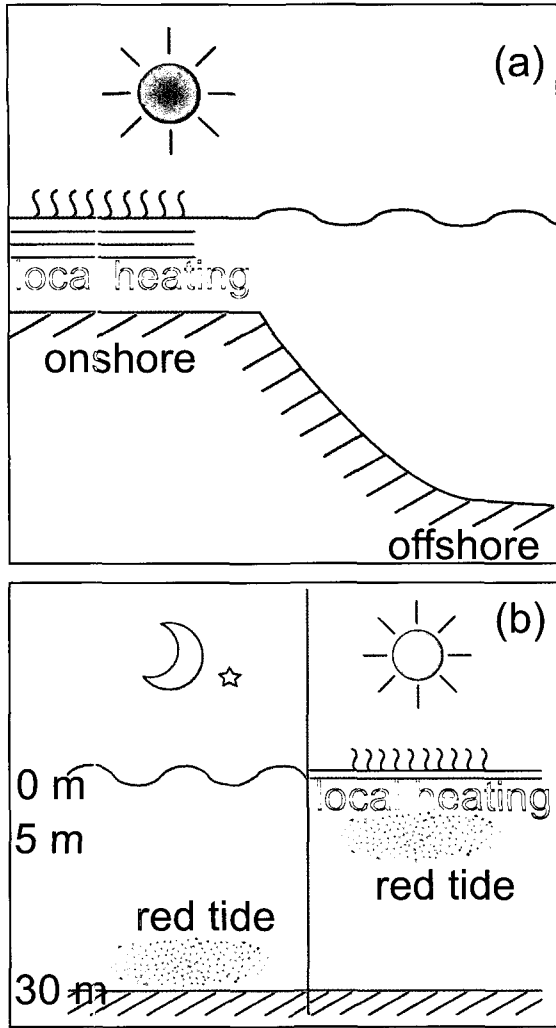 (a)
local heating
onshore
offshore
(b)
0 m
local heating
5 m
red tide
red tide
30 m